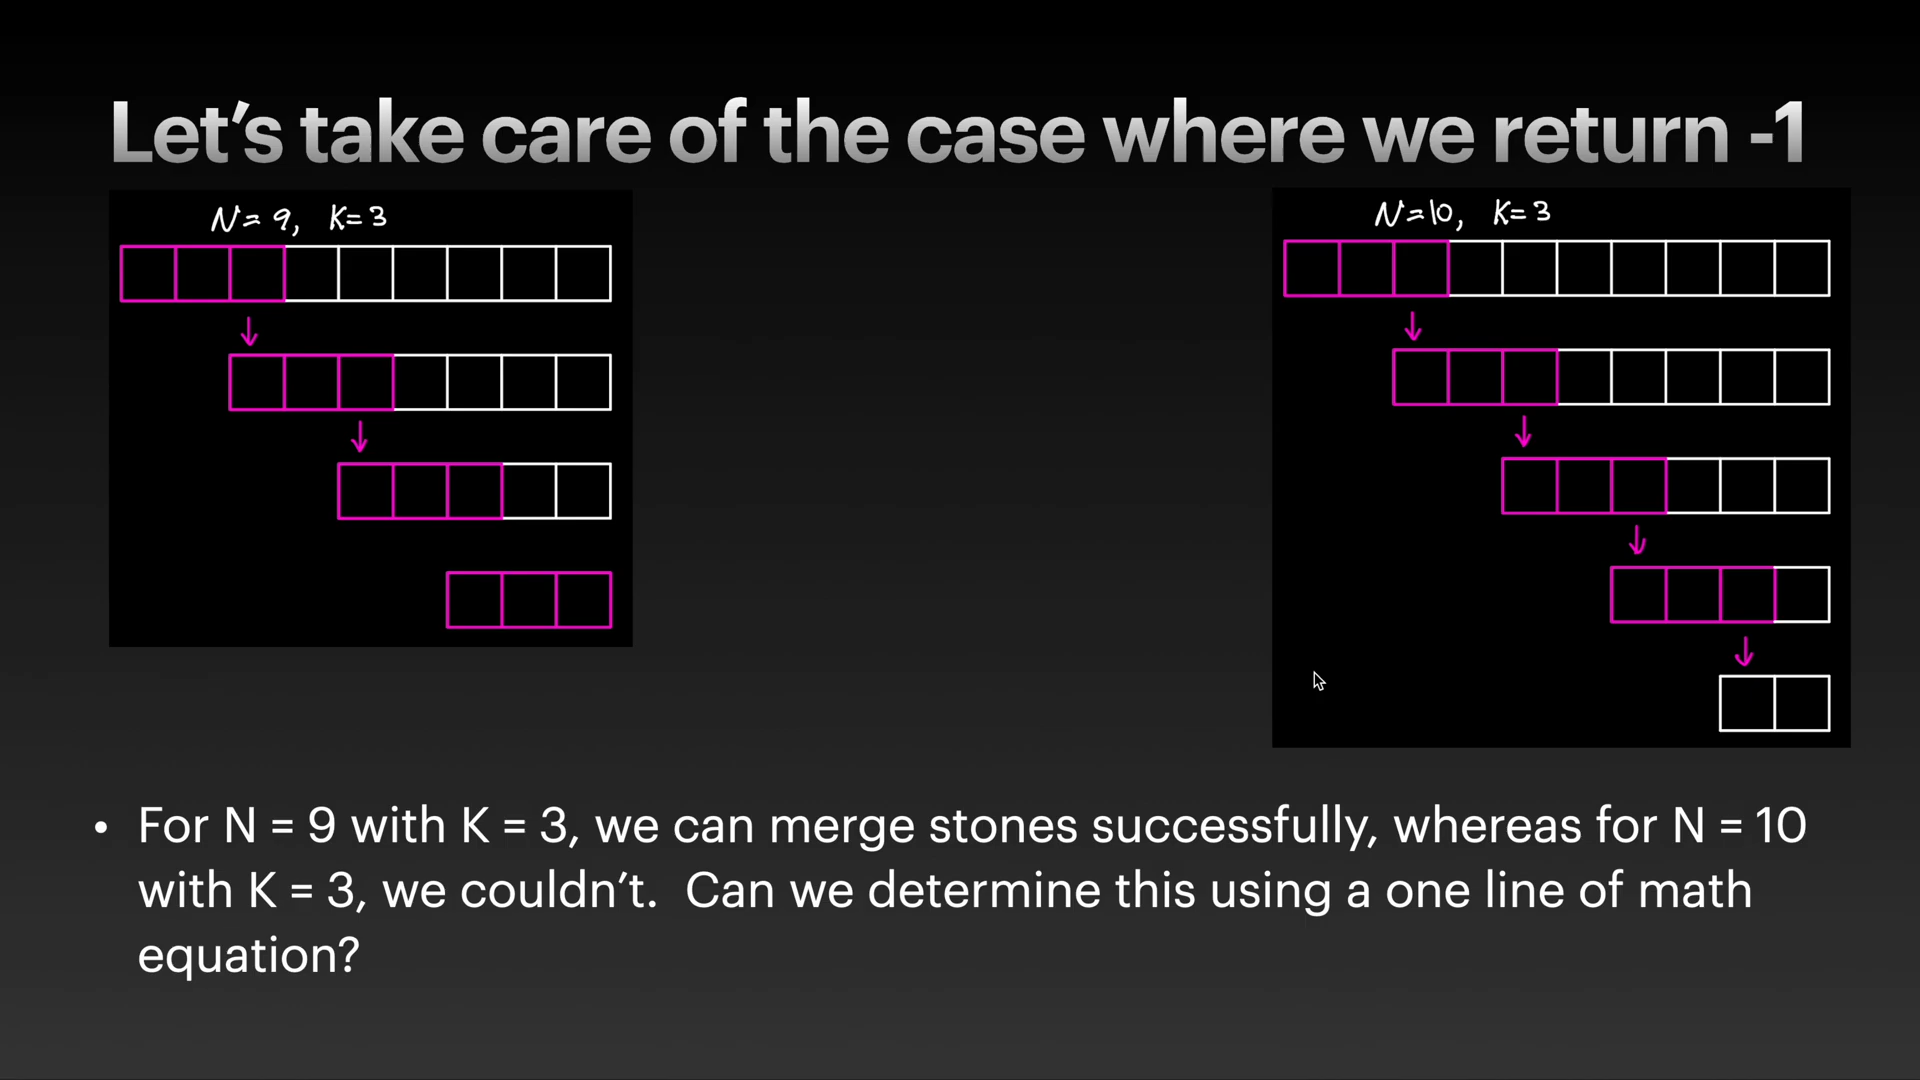 Let’s take care of the case where we return -1
N = 9, K = 3
N = 10, K = 3
• For N = 9 with K = 3, we can merge stones successfully, whereas for N = 10
with K = 3, we couldn’t. Can we determine this using a one line of math
equation?